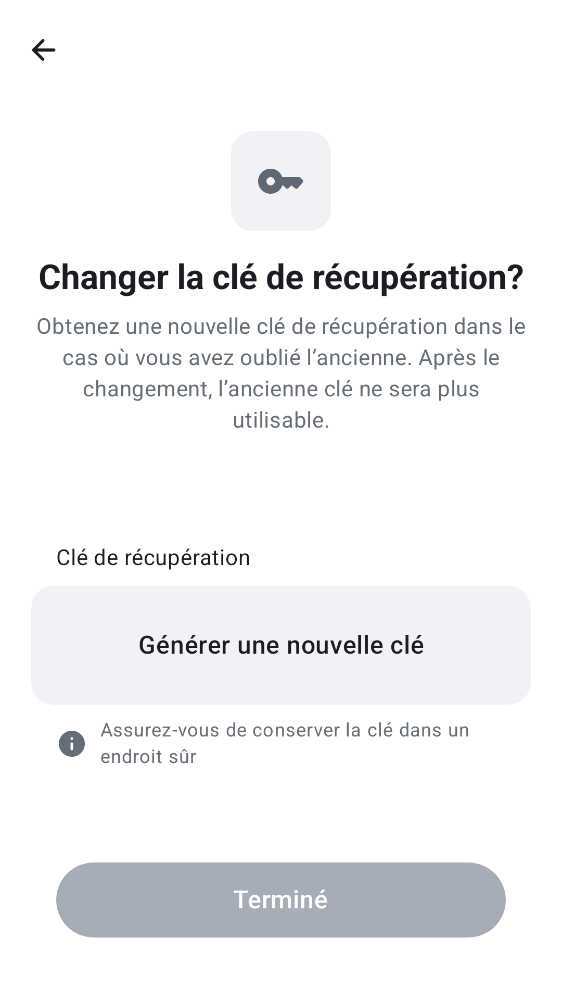 Changer la clé de récupération?
Obtenez une nouvelle clé de récupération dans le
cas où vous avez oublié l’ancienne. Après le
changement, l’ancienne clé ne sera plus
utilisable.
Clé de récupération
Générer une nouvelle clé
Assurez-vous de conserver la clé dans un
endroit sûr
Terminé